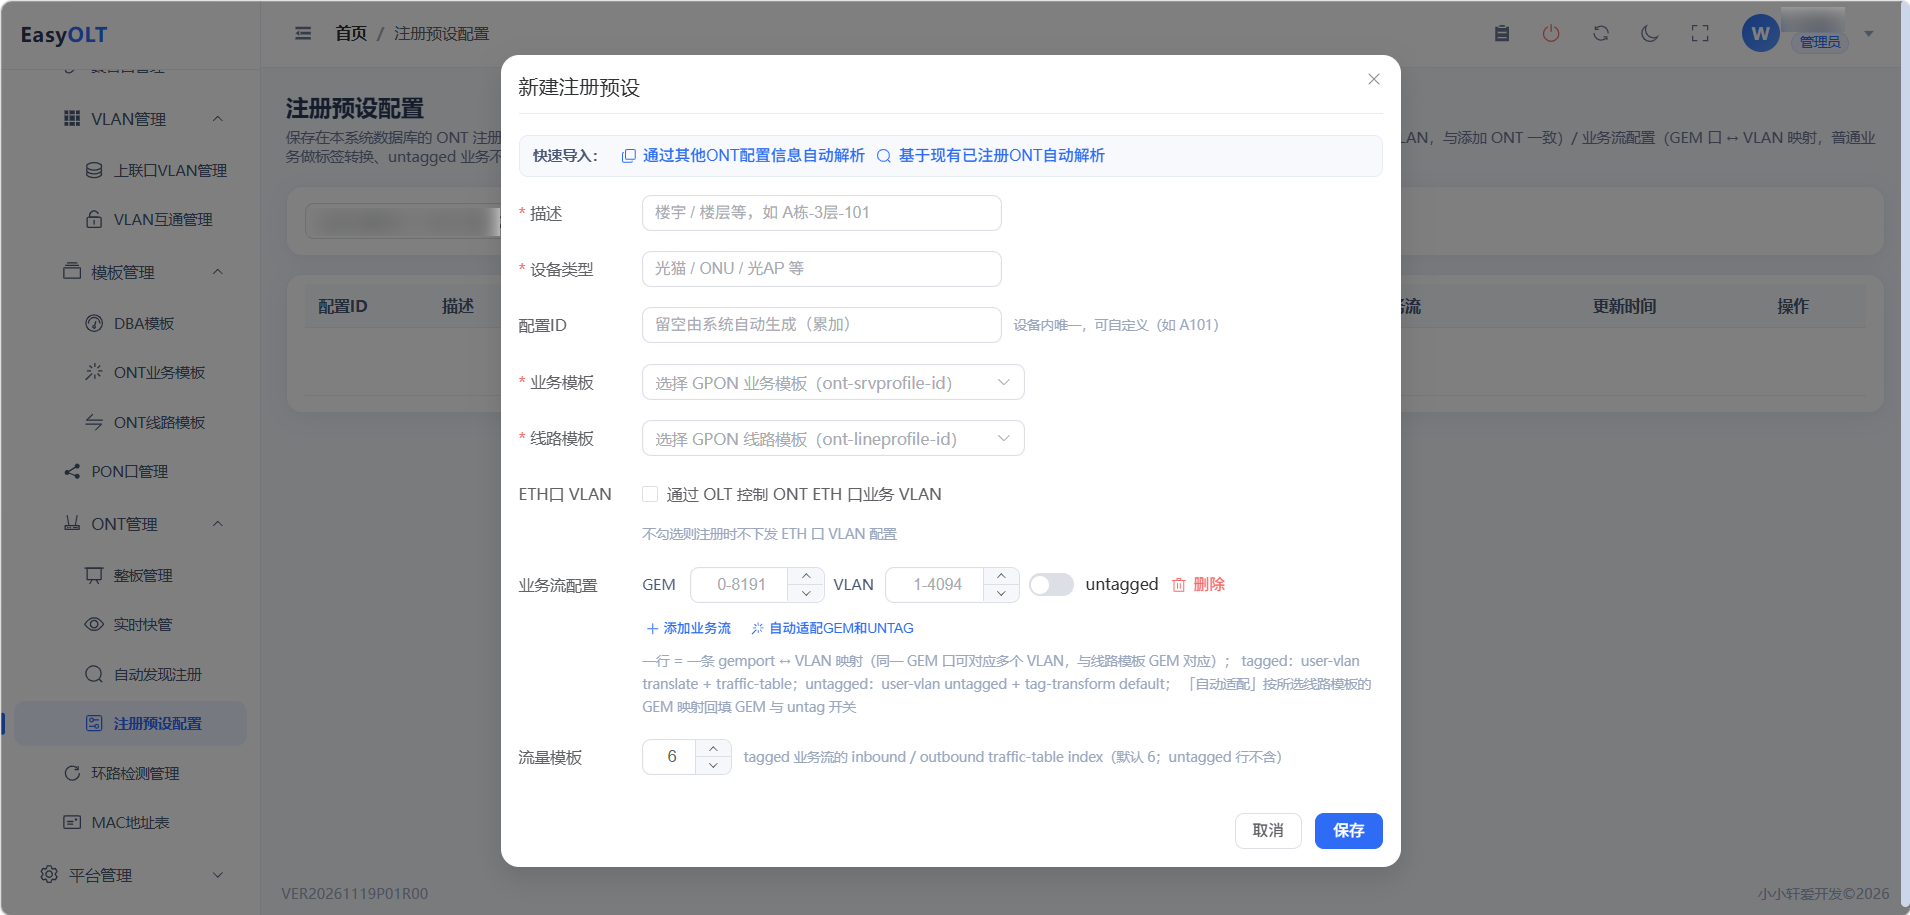 EasyOLT
首页 / 注册预设配置
W
管理员
VLAN管理
上联口VLAN管理
VLAN互通管理
模板管理
DBA模板
ONT业务模板
ONT线路模板
PON口管理
ONT管理
整板管理
实时快管
自动发现注册
注册预设配置
环路检测管理
MAC地址表
平台管理
注册预设配置
保存在本系统数据库的 ONT 注册
LAN，与添加 ONT 一致）/ 业务流配置（GEM 口 ↔ VLAN 映射，普通业
务做标签转换、untagged 业务不
配置ID 描述 流 更新时间 操作
新建注册预设
快速导入： 通过其他ONT配置信息自动解析 基于现有已注册ONT自动解析
* 描述 楼宇 / 楼层等，如 A栋-3层-101
* 设备类型 光猫 / ONU / 光AP 等
配置ID 留空由系统自动生成（累加） 设备内唯一，可自定义（如 A101）
* 业务模板 选择 GPON 业务模板（ont-srvprofile-id）
* 线路模板 选择 GPON 线路模板（ont-lineprofile-id）
ETH口 VLAN 通过 OLT 控制 ONT ETH 口业务 VLAN
不勾选则注册时不下发 ETH 口 VLAN 配置
业务流配置 GEM 0-8191 VLAN 1-4094 untagged 删除
+ 添加业务流 自动适配GEM和UNTAG
一行 = 一条 gemport ↔ VLAN 映射（同一 GEM 口可对应多个 VLAN，与线路模板 GEM 对应）； tagged：user-vlan
translate + traffic-table；untagged：user-vlan untagged + tag-transform default； 「自动适配」按所选线路模板的
GEM 映射回填 GEM 与 untag 开关
流量模板 6 tagged 业务流的 inbound / outbound traffic-table index（默认 6；untagged 行不含）
取消 保存
VER20261119P01R00
小小轩爱开发©2026